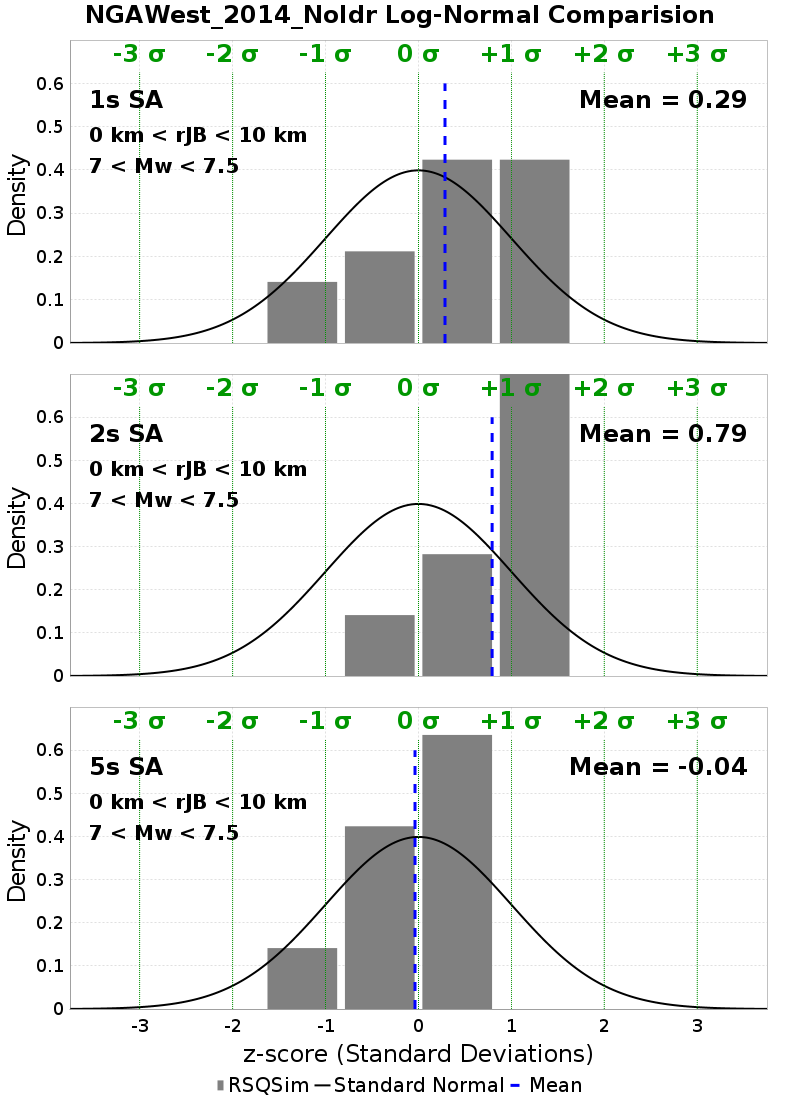 NGAWest_2014_NoIdr Log-Normal Comparision
-3 σ -2 σ -1 σ 0 σ +1 σ +2 σ +3 σ
1s SA
Mean = 0.29
0 km < rJB < 10 km
7 < Mw < 7.5
Density
0.6
0.5
0.4
0.3
0.2
0.1
0
-3 σ -2 σ -1 σ 0 σ +1 σ +2 σ +3 σ
2s SA
Mean = 0.79
0 km < rJB < 10 km
7 < Mw < 7.5
Density
0.6
0.5
0.4
0.3
0.2
0.1
0
-3 σ -2 σ -1 σ 0 σ +1 σ +2 σ +3 σ
5s SA
Mean = -0.04
0 km < rJB < 10 km
7 < Mw < 7.5
Density
0.6
0.5
0.4
0.3
0.2
0.1
0
-3 -2 -1 0 1 2 3
z-score (Standard Deviations)
RSQSim Standard Normal Mean